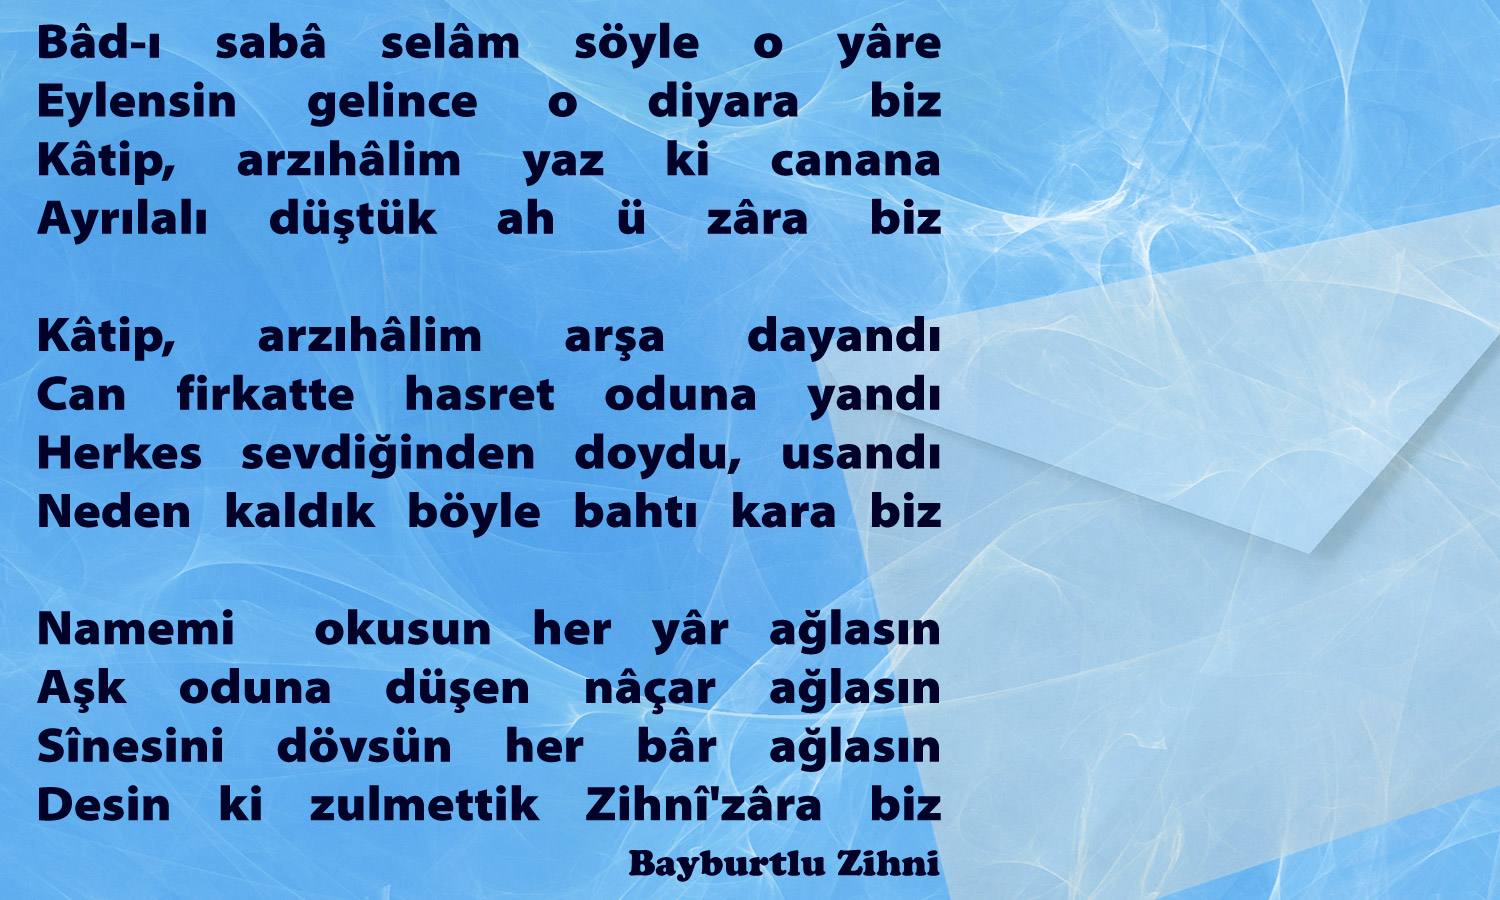 Bâd-ı sabâ selâm söyle o yâre
Eylensin gelince o diyara biz
Kâtip, arzıhâlim yaz ki canana
Ayrılalı düştük ah ü zâra biz
Kâtip, arzıhâlim arşa dayandı
Can firkatte hasret oduna yandı
Herkes sevdiğinden doydu, usandı
Neden kaldık böyle bahtı kara biz
Namemi okusun her yâr ağlasın
Aşk oduna düşen nâçar ağlasın
Sînesini dövsün her bâr ağlasın
Desin ki zulmettik Zihnî'zâra biz
Bayburtlu Zihni